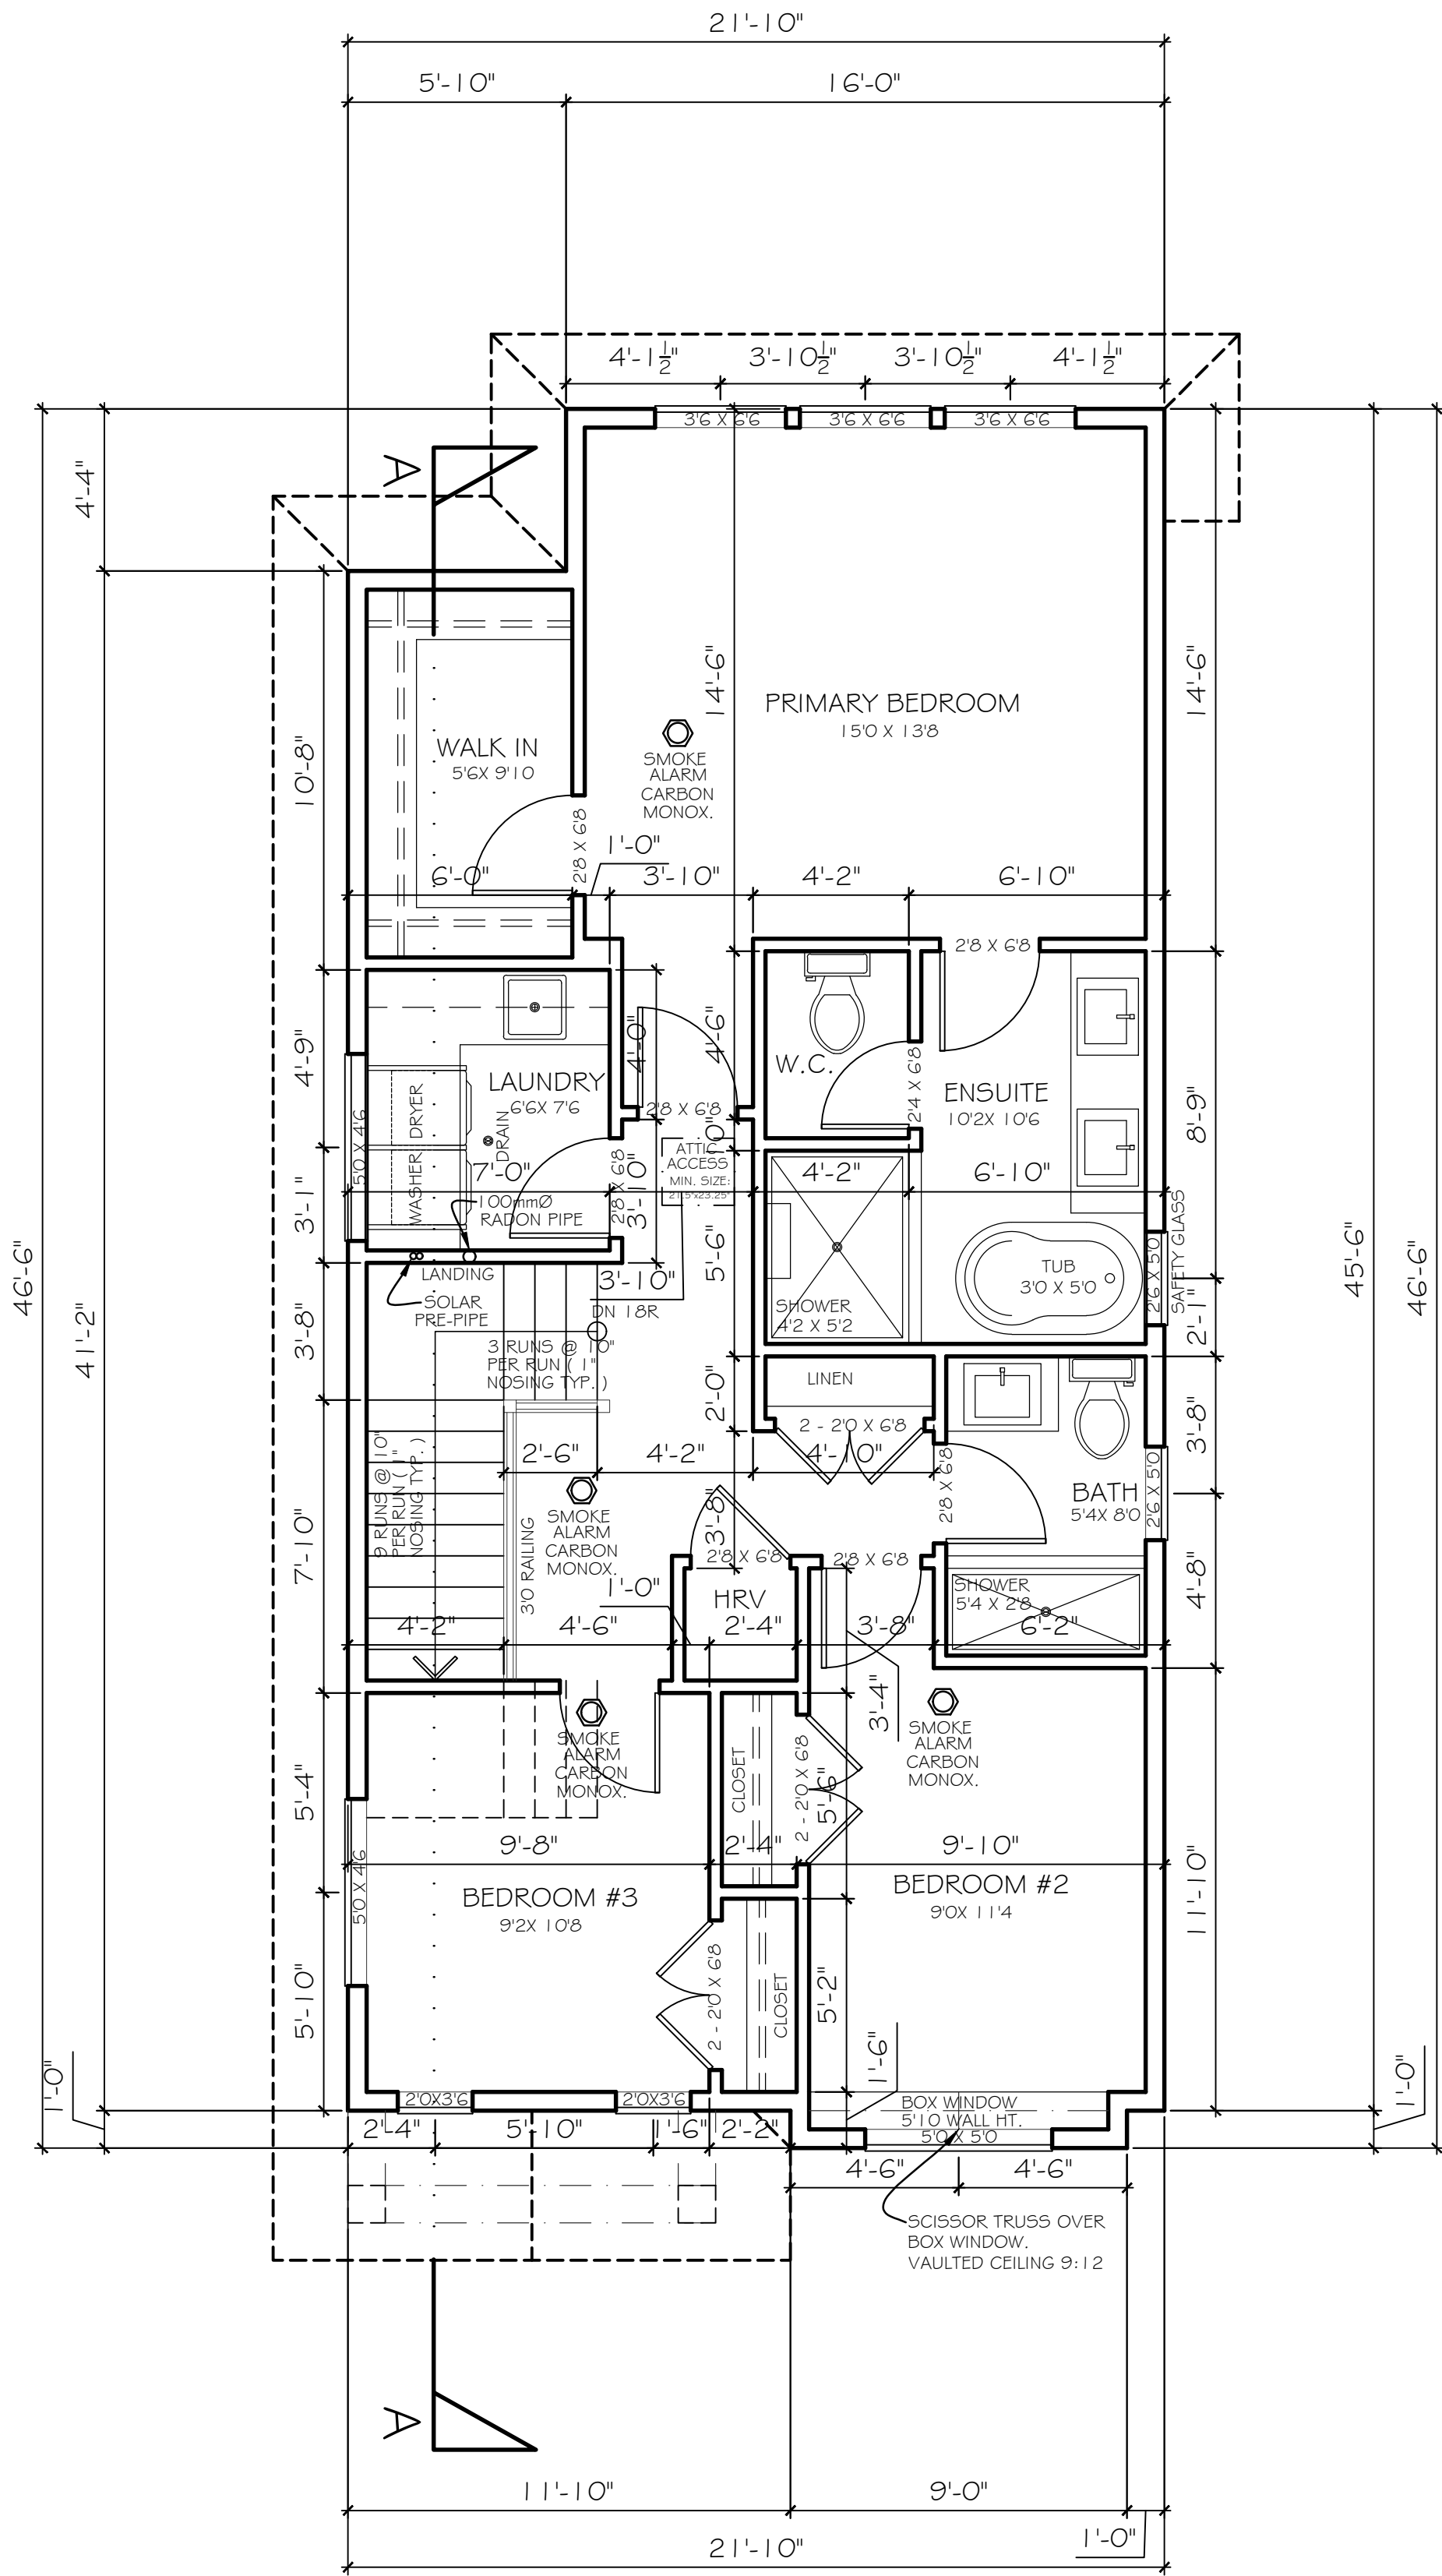 21'-10"
5'-10"
16'-0"
4'-1½"
3'-10½"
3'-10½"
4'-1½"
3'6 X 6'6
3'6 X 6'6
3'6 X 6'6
A
4'-4"
14'-6"
14'-6"
PRIMARY BEDROOM
15'0 X 13'8
WALK IN
5'6X 9'10
10'-8"
SMOKE
ALARM
CARBON
MONOX.
2'8 X 6'8
1'-0"
6'-0"
3'-10"
4'-2"
6'-10"
2'8 X 6'8
4'-9"
4'-0"
4'-6"
W.C.
2'4 X 6'8
ENSUITE
10'2X 10'6
8'-9"
LAUNDRY
6'6X 7'6
DRYER
WASHER
DRAIN
5'0 X 4'6
2'8 X 6'8
1'-0"
ATTIC
ACCESS
MIN. SIZE:
21.5"x23.25"
7'-0"
2'8 X 6'8
3'-10"
4'-2"
6'-10"
3'-1"
100mmØ
RADON PIPE
5'-6"
46'-6"
41'-2"
45'-6"
46'-6"
LANDING
SOLAR
PRE-PIPE
3'-10"
DN 18R
SHOWER
4'2 X 5'2
TUB
3'0 X 5'0
2'6 X 5'0
SAFETY GLASS
2'-1"
3'-8"
3 RUNS @ 10"
PER RUN ( 1"
NOSING TYP. )
LINEN
2'-0"
2 - 2'0 X 6'8
3'-8"
9 RUNS @ 10"
PER RUN ( 1"
NOSING TYP. )
2'-6"
4'-2"
4'-10"
2'8 X 6'8
BATH
5'4X 8'0
2'6 X 5'0
7'-10"
SMOKE
ALARM
CARBON
MONOX.
3'0 RAILING
3'-8"
2'8 X 6'8
2'8 X 6'8
4'-8"
1'-0"
HRV
SHOWER
5'4 X 2'8
4'-2"
4'-6"
2'-4"
3'-8"
6'-2"
3'-4"
SMOKE
ALARM
CARBON
MONOX.
SMOKE
ALARM
CARBON
MONOX.
5'-4"
CLOSET
2 - 2'0 X 6'8
5'-6"
9'-8"
2'-4"
9'-10"
5'0 X 4'6
BEDROOM #3
9'2X 10'8
BEDROOM #2
9'0X 11'4
11'-10"
5'-10"
2 - 2'0 X 6'8
CLOSET
5'-2"
1'-6"
1'-0"
1'-0"
2'0X3'6
2'0X3'6
BOX WINDOW
5'10 WALL HT.
5'0 X 5'0
2'-4"
5'-10"
1'-6"
2'-2"
4'-6"
4'-6"
SCISSOR TRUSS OVER
BOX WINDOW.
VAULTED CEILING 9:12
A
11'-10"
9'-0"
1'-0"
21'-10"